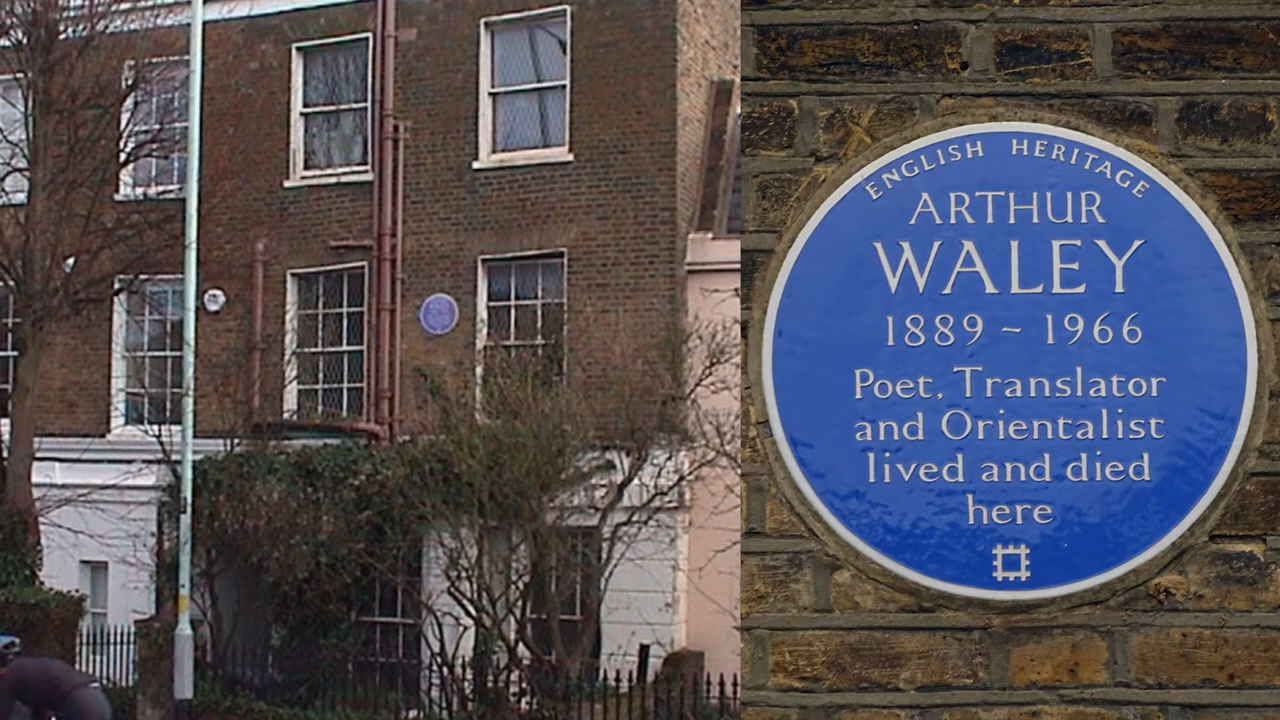 ENGLISH HERITAGE
ARTHUR
WALEY
1889 ~ 1966
Poet, Translator
and Orientalist
lived and died
here